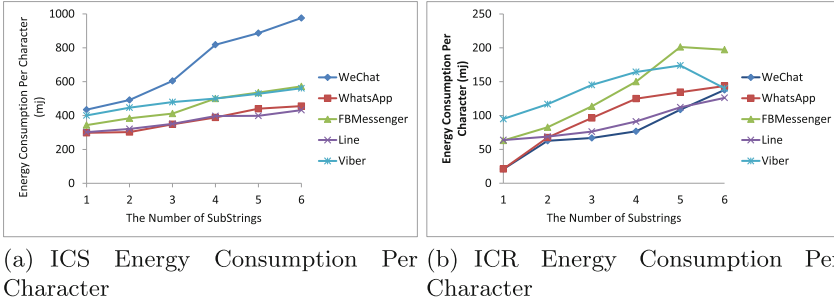 1000
800
600
400
200
0
Energy Consumption Per Character
(mj)
1 2 3 4 5 6
The Number of SubStrings
WeChat
WhatsApp
FBMessenger
Line
Viber
(a) ICS Energy Consumption Per
Character
250
200
150
100
50
0
Energy Consumption Per
Character (mj)
1 2 3 4 5 6
The Number of Substrings
WeChat
WhatsApp
FBMessenger
Line
Viber
(b) ICR Energy Consumption Per
Character